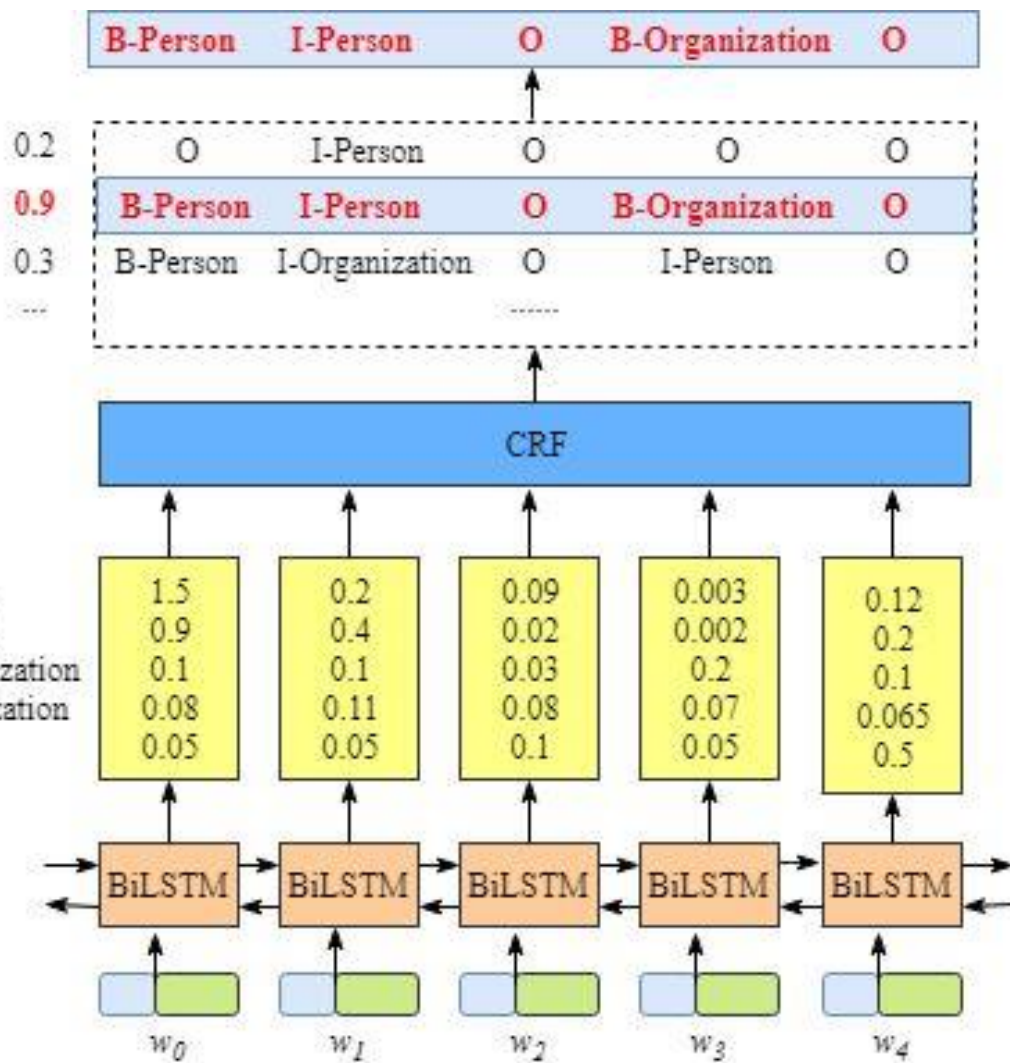 B-Person I-Person O B-Organization O
0.2 O I-Person O O O
0.9 B-Person I-Person O B-Organization O
0.3 B-Person I-Organization O I-Person O
--- ------
CRF
1.5 0.2 0.09 0.003 0.12
0.9 0.4 0.02 0.002 0.2
ization 0.1 0.1 0.03 0.2 0.1
zation 0.08 0.11 0.08 0.07 0.065
0.05 0.05 0.1 0.05 0.5
BiLSTM BiLSTM BiLSTM BiLSTM BiLSTM
w0 w1 w2 w3 w4